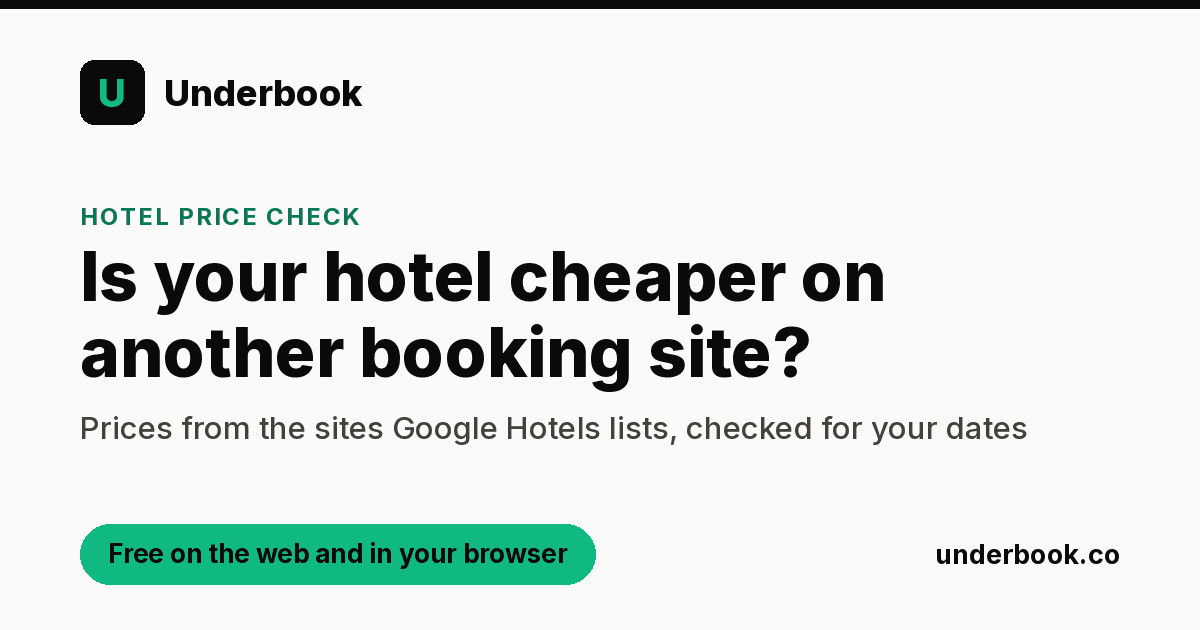 U
Underbook
HOTEL PRICE CHECK
Is your hotel cheaper on
another booking site?
Prices from the sites Google Hotels lists, checked for your dates
Free on the web and in your browser
underbook.co